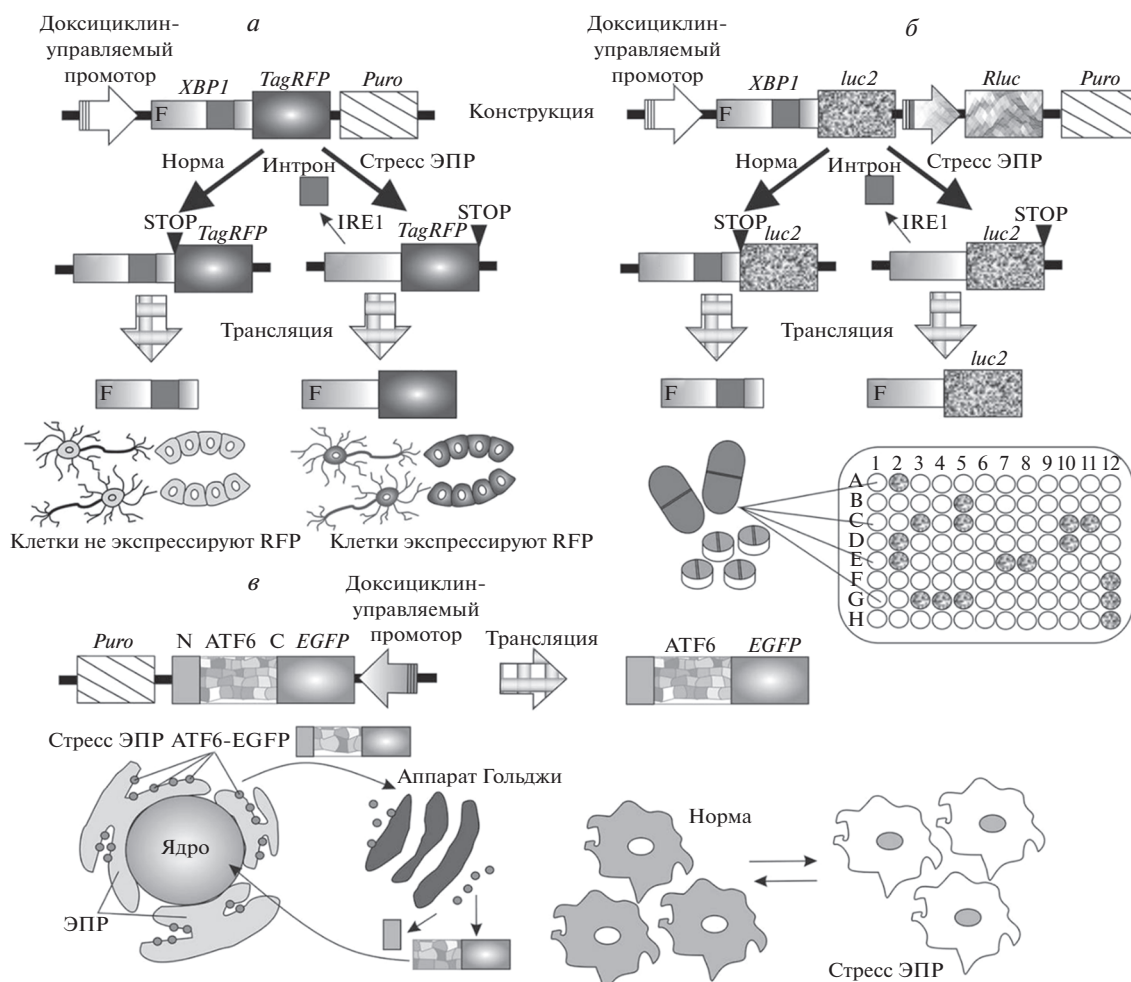 а
Доксициклин-
управляемый
промотор
XBP1
TagRFP
Puro
F
Конструкция
Норма
Интрон
Стресс ЭПР
STOP
TagRFP
IRE1
TagRFP
STOP
Трансляция
F
F
Клетки не экспрессируют RFP
Клетки экспрессируют RFP
б
Доксициклин-
управляемый
промотор
XBP1
luc2
Rluc
Puro
F
Норма
Интрон
Стресс ЭПР
STOP
luc2
IRE1
luc2
STOP
Трансляция
luc2
F
F
1 2 3 4 5 6 7 8 9 10 11 12
A
B
C
D
E
F
G
H
в
Доксициклин-
управляемый
промотор
Puro
N ATF6 C EGFP
Трансляция
ATF6 EGFP
Стресс ЭПР ATF6-EGFP
Аппарат Гольджи
Ядро
ЭПР
Норма
Стресс ЭПР